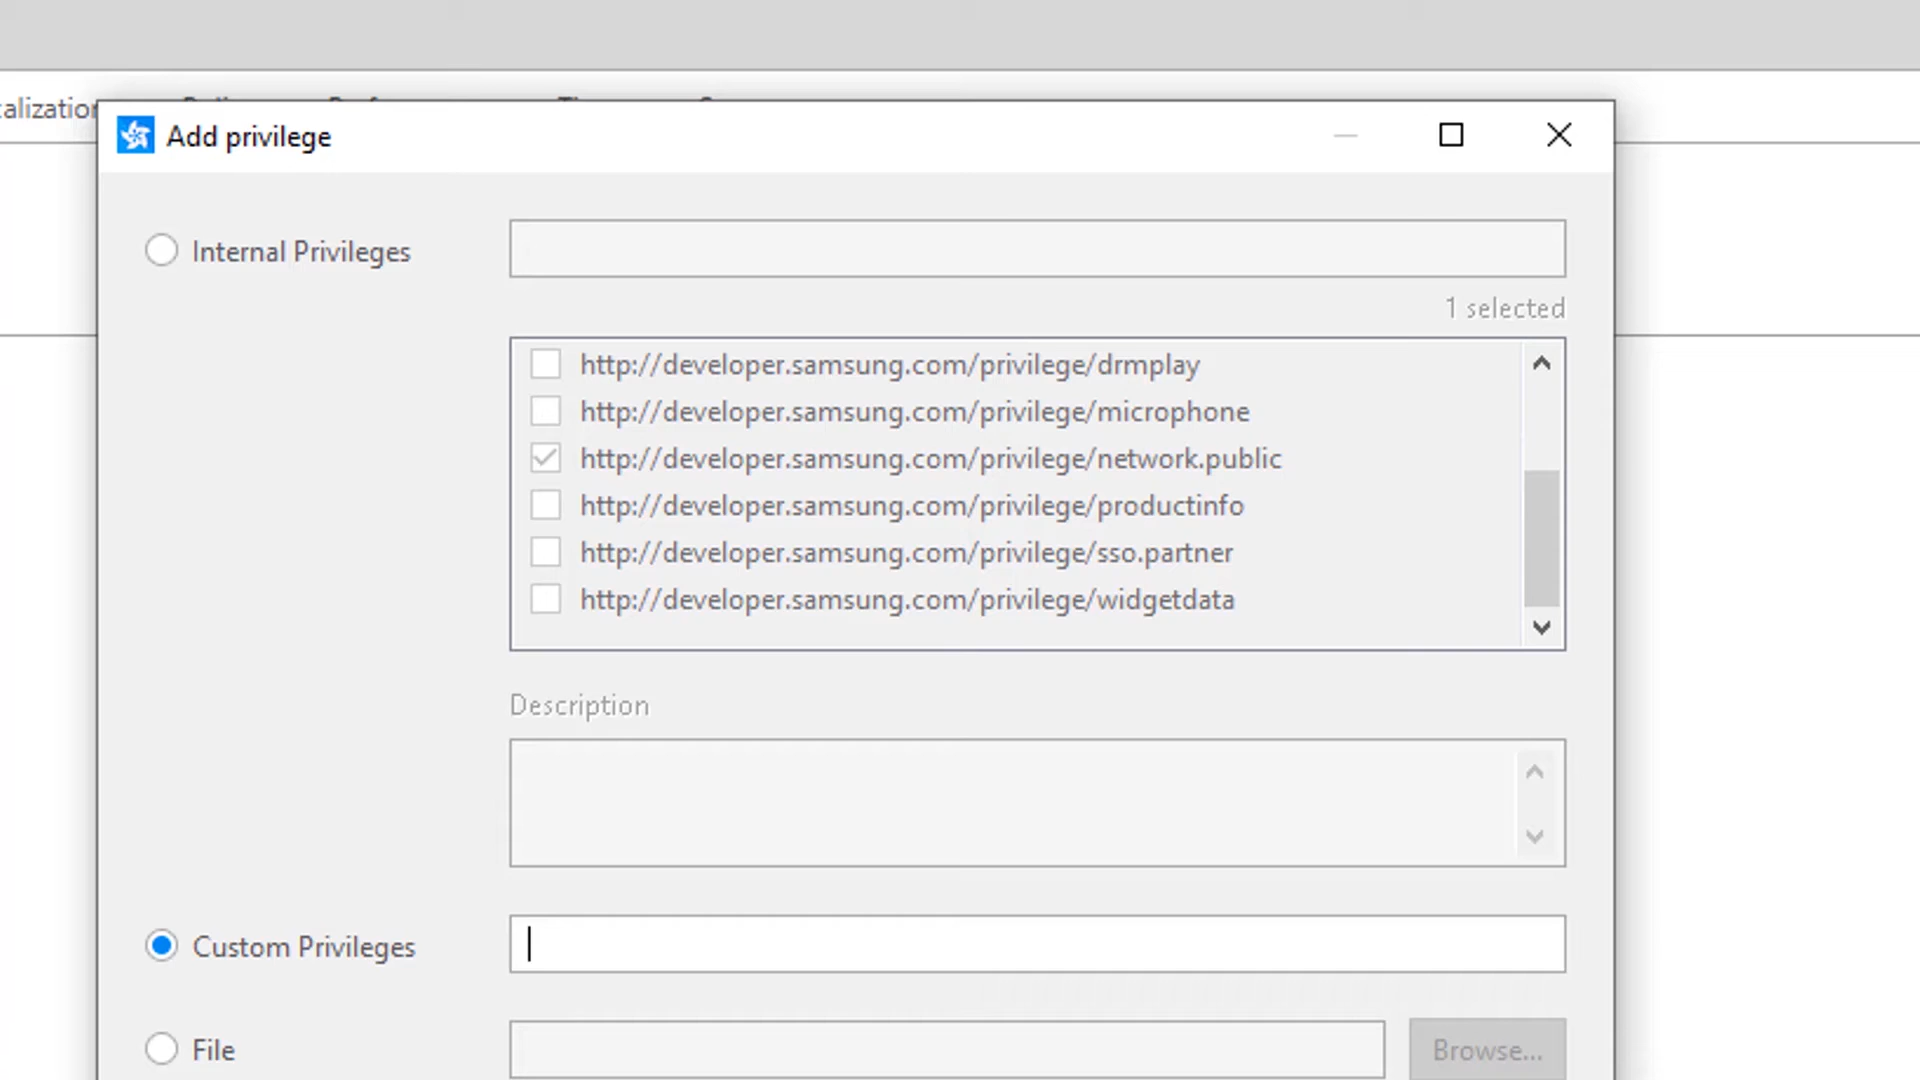 Add privilege
Internal Privileges
1 selected
http://developer.samsung.com/privilege/drmplay
http://developer.samsung.com/privilege/microphone
http://developer.samsung.com/privilege/network.public
http://developer.samsung.com/privilege/productinfo
http://developer.samsung.com/privilege/sso.partner
http://developer.samsung.com/privilege/widgetdata
Description
Custom Privileges
File
Browse...